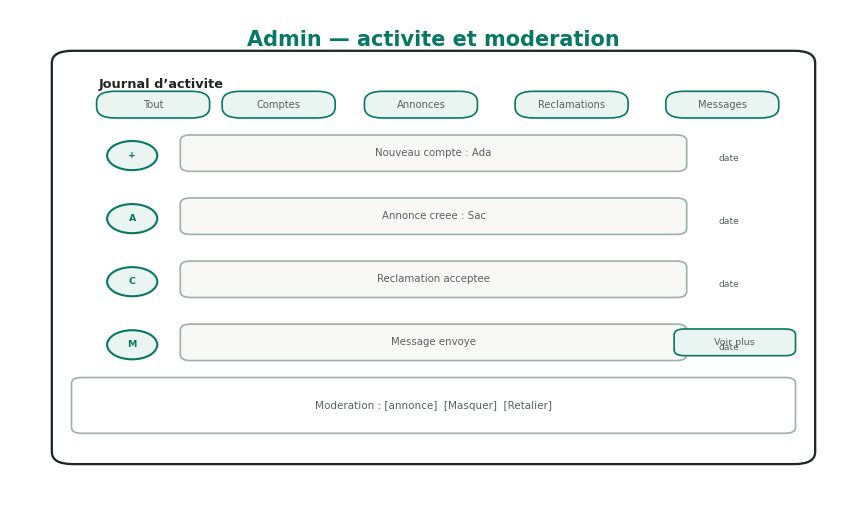 Admin — activite et moderation
Journal d’activite
Tout Comptes Annonces Reclamations Messages
+ Nouveau compte : Ada date
A Annonce creee : Sac date
C Reclamation acceptee date
M Message envoye Voir plus
date
Moderation : [annonce] [Masquer] [Retalier]